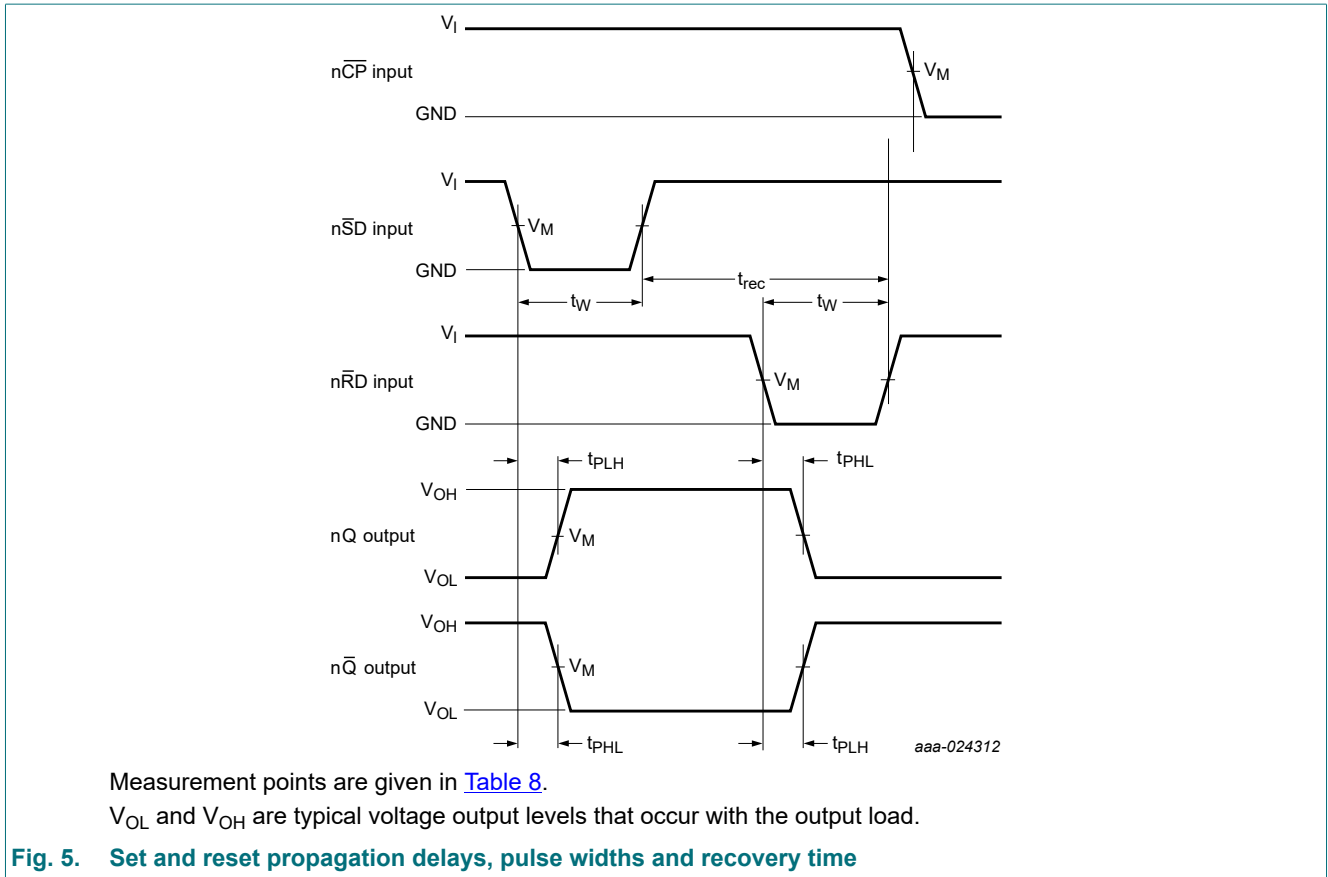 VI
nC̅P̅ input
VM
GND
VI
nS̅D input
VM
GND
trec
tW
tW
VI
nR̅D input
VM
GND
tPLH
tPHL
VOH
nQ output
VM
VOL
VOH
nQ̅ output
VM
VOL
tPHL
tPLH
aaa-024312
Measurement points are given in Table 8.
VOL and VOH are typical voltage output levels that occur with the output load.
Fig. 5. Set and reset propagation delays, pulse widths and recovery time